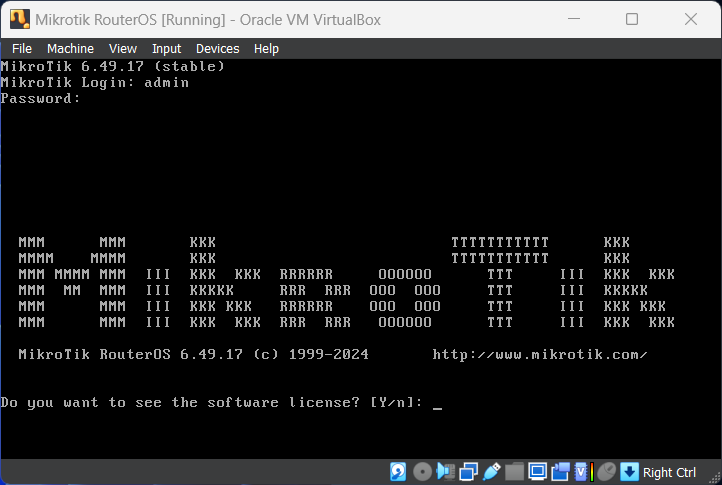 Mikrotik RouterOS [Running] - Oracle VM VirtualBox
File Machine View Input Devices Help
MikroTik 6.49.17 (stable)
MikroTik Login: admin
Password:
  MMM      MMM       KKK                          TTTTTTTTTTT      KKK
  MMMM    MMMM       KKK                          TTTTTTTTTTT      KKK
  MMM MMMM MMM  III  KKK  KKK  RRRRRR     OOOOOO      TTT     III  KKK  KKK
  MMM  MM  MMM  III  KKKKK     RRR  RRR  OOO  OOO     TTT     III  KKKKK
  MMM      MMM  III  KKK KKK   RRRRRR    OOO  OOO     TTT     III  KKK KKK
  MMM      MMM  III  KKK  KKK  RRR  RRR   OOOOOO      TTT     III  KKK  KKK
  MikroTik RouterOS 6.49.17 (c) 1999-2024       http://www.mikrotik.com/
Do you want to see the software license? [Y/n]: _
Right Ctrl